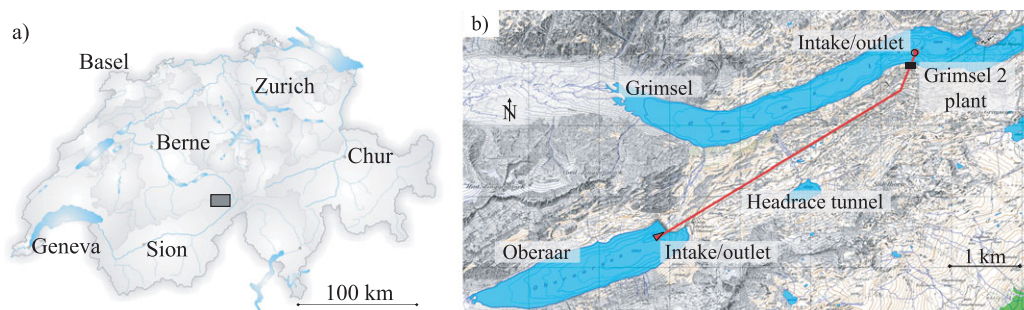 a)
Basel
Zurich
Berne
Chur
Geneva
Sion
100 km
b)
Intake/outlet
Grimsel
Grimsel 2
plant
N
Headrace tunnel
Oberaar
Intake/outlet
1 km